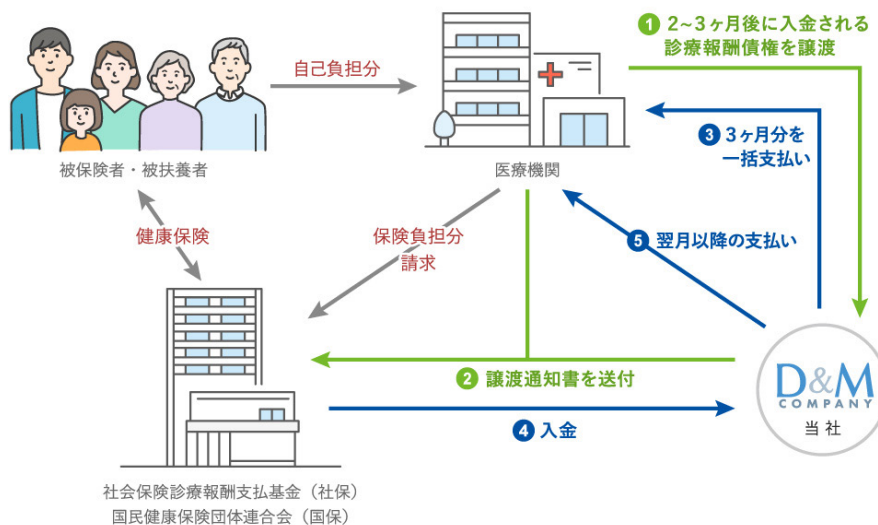 ❶ 2~3ヶ月後に入金される
診療報酬債権を譲渡
自己負担分
❸ 3ヶ月分を
一括支払い
被保険者・被扶養者
医療機関
健康保険
保険負担分
請求
❺ 翌月以降の支払い
❷ 譲渡通知書を送付
D&M
COMPANY
当社
❹ 入金
社会保険診療報酬支払基金（社保）
国民健康保険団体連合会（国保）